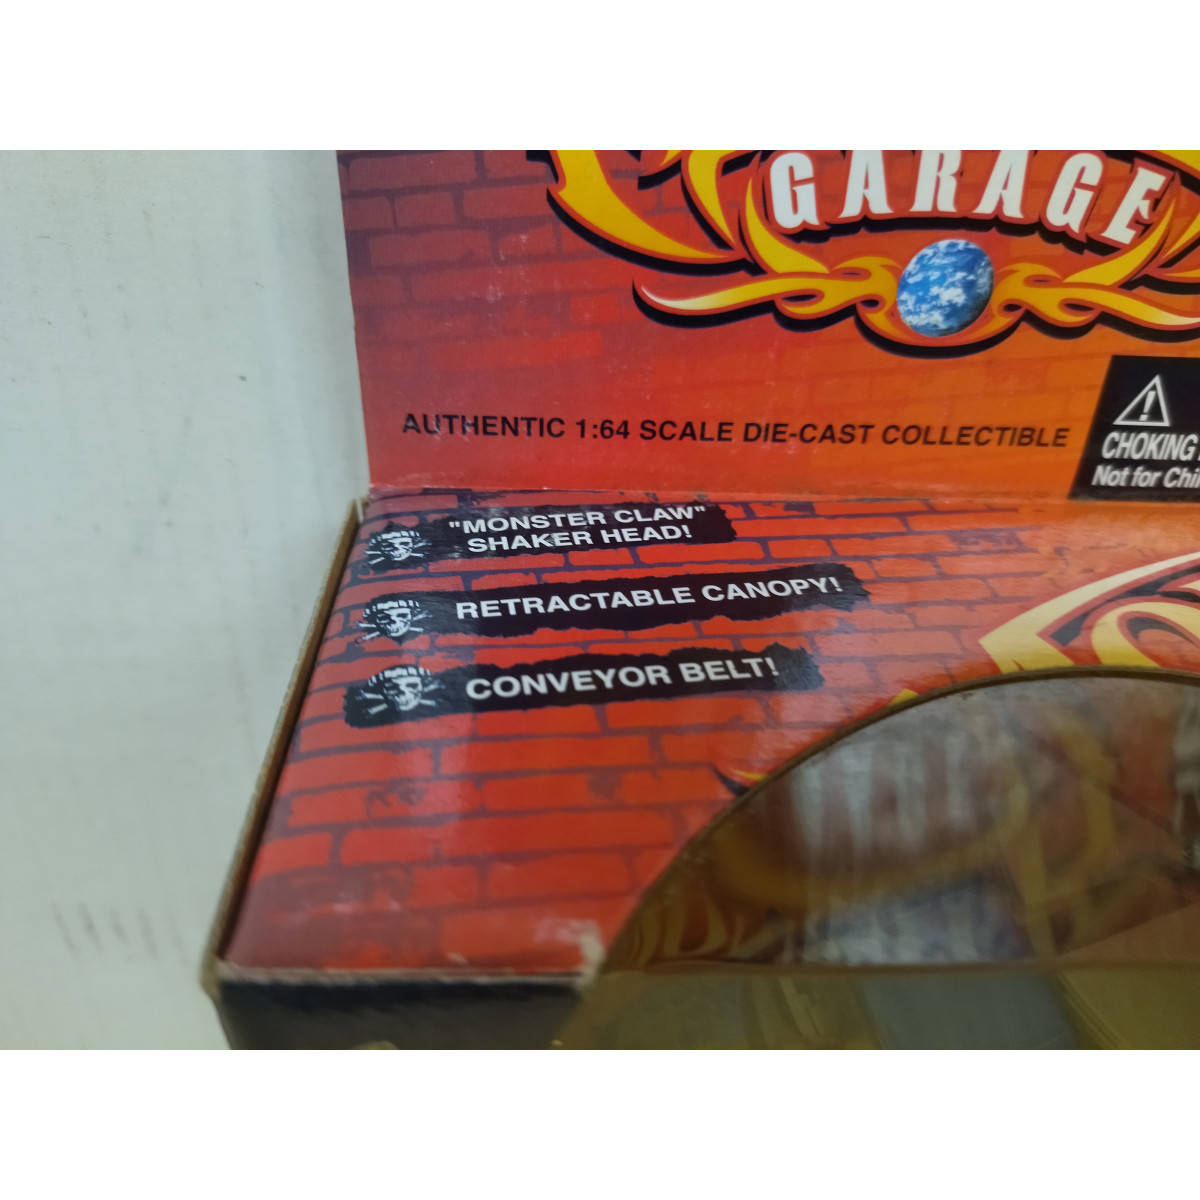 GARAGE
AUTHENTIC 1:64 SCALE DIE-CAST COLLECTIBLE
CHOKING
Not for
"MONSTER CLAW"
SHAKER HEAD!
RETRACTABLE CANOPY!
CONVEYOR BELT!